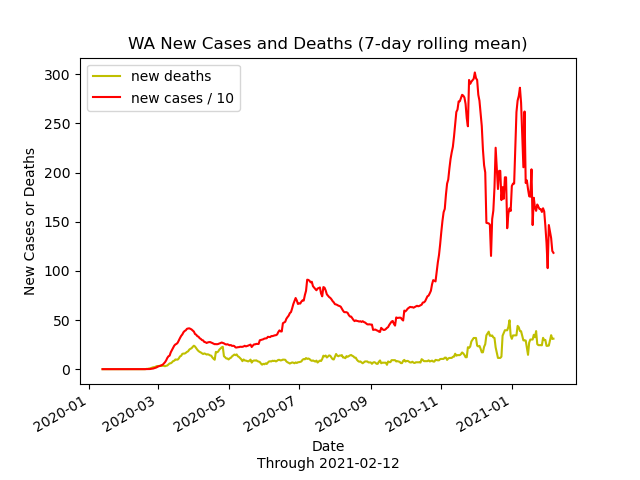 WA New Cases and Deaths (7-day rolling mean)
new deaths
new cases / 10
New Cases or Deaths
300
250
200
150
100
50
0
2020-01
2020-03
2020-05
2020-07
2020-09
2020-11
2021-01
Date
Through 2021-02-12